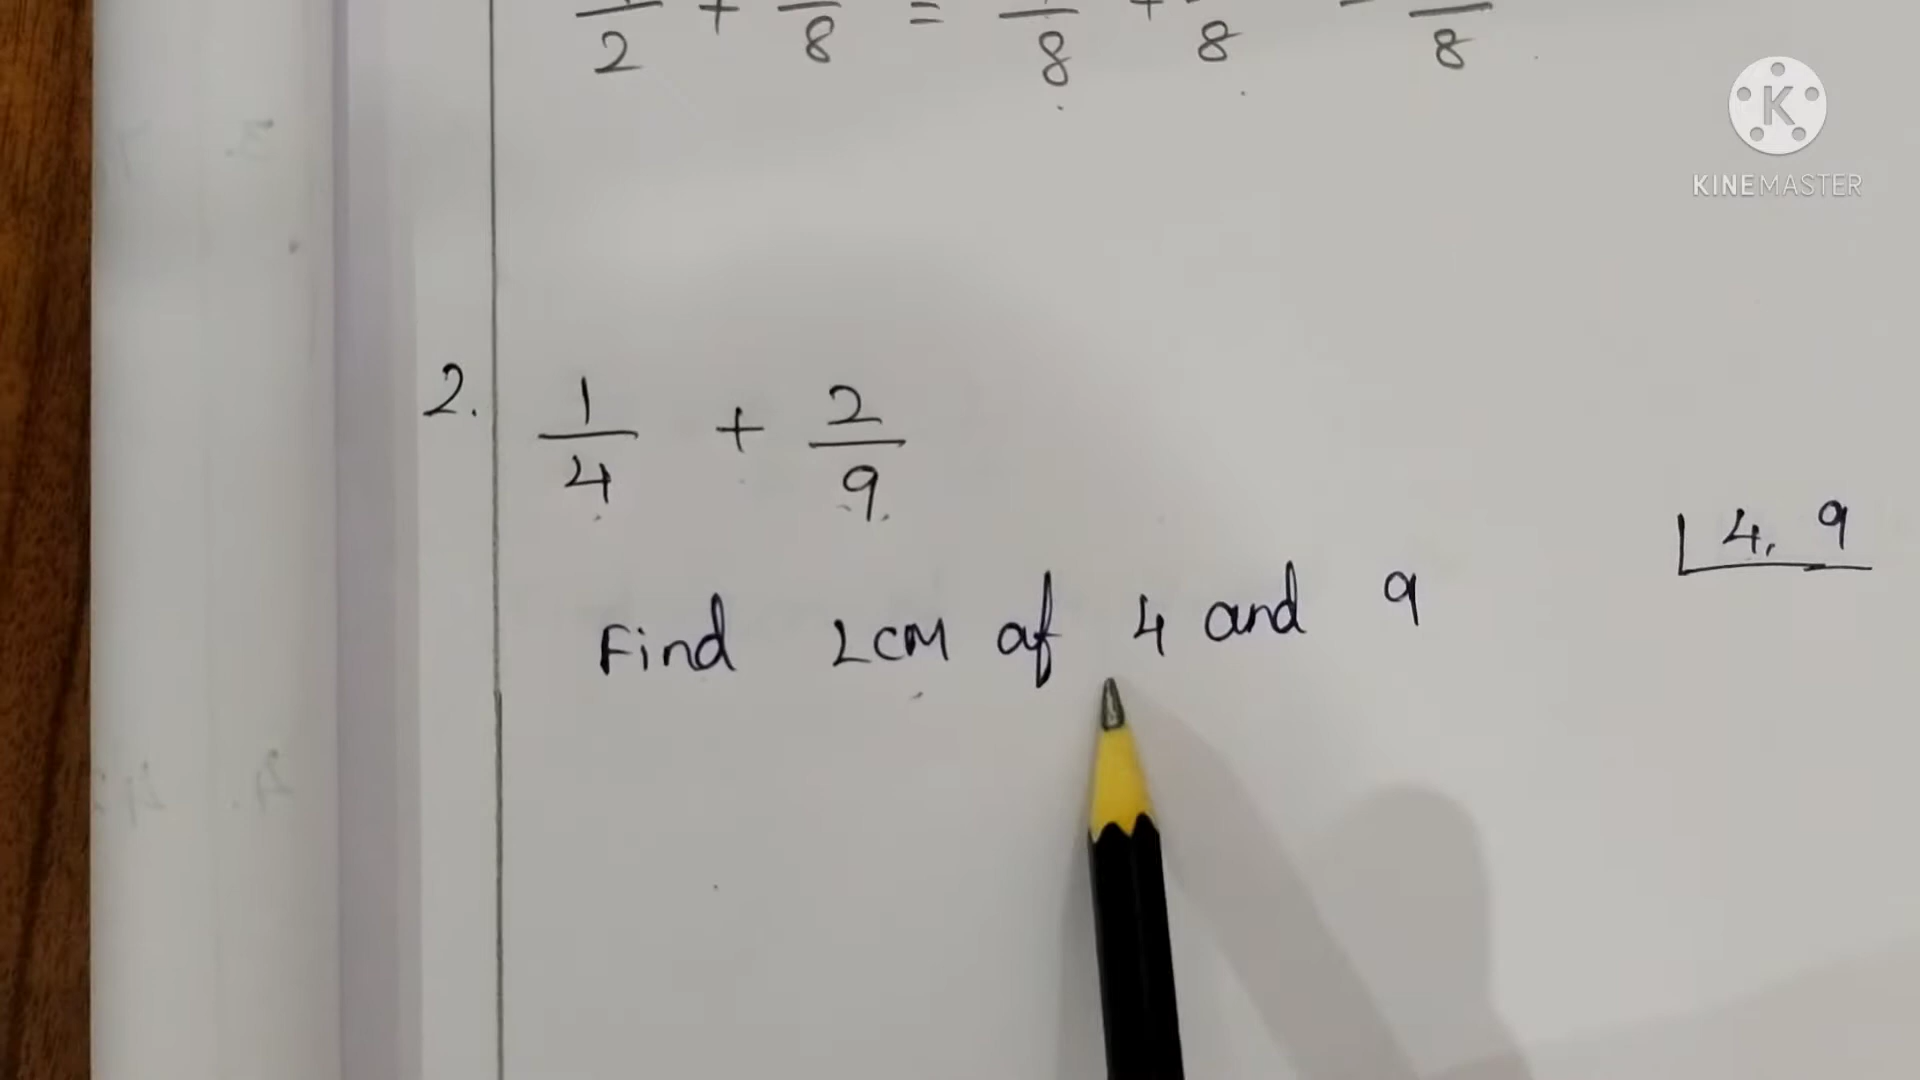 2 + 8 = 8 + 8 = 8
K
KINEMASTER
2. 1/4 + 2/9
4, 9
Find LCM of 4 and 9